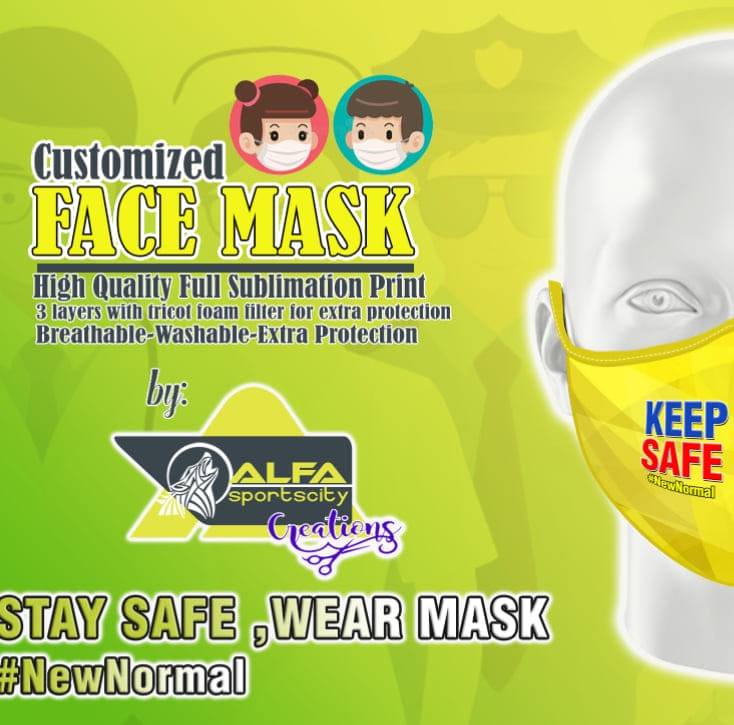 Customized
FACE MASK
High Quality Full Sublimation Print
3 layers with tricot foam filter for extra protection
Breathable-Washable-Extra Protection
by:
ALFA
sportscity
Creations
KEEP
SAFE
#NewNormal
STAY SAFE ,WEAR MASK
#NewNormal